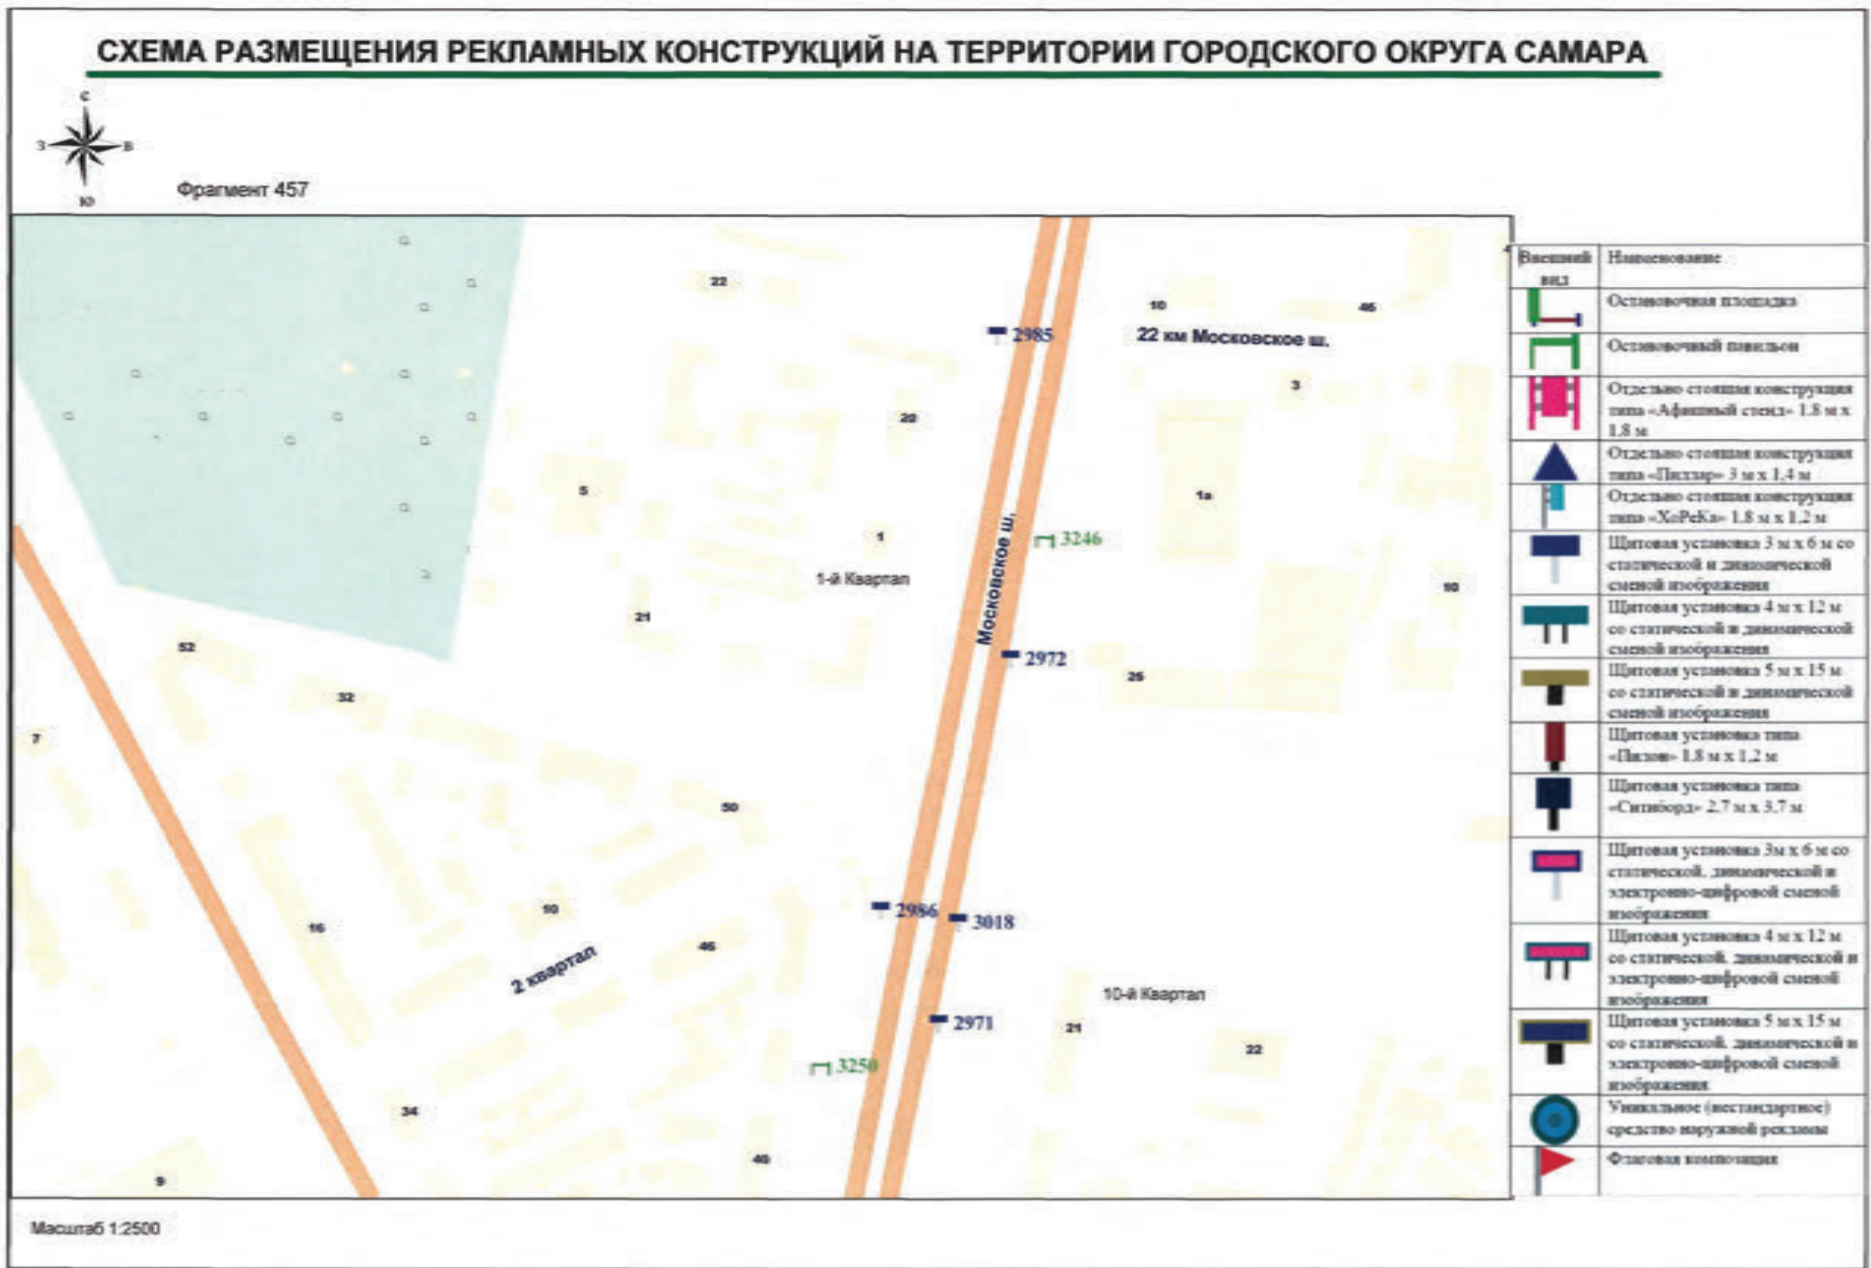 СХЕМА РАЗМЕЩЕНИЯ РЕКЛАМНЫХ КОНСТРУКЦИЙ НА ТЕРРИТОРИИ ГОРОДСКОГО ОКРУГА САМАРА
С
З
В
Ю
Фрагмент 457
22
10
46
2985
22 км Московское ш.
3
20
5
1а
1
Московское ш.
3246
1-й Квартал
10
21
52
2972
25
32
7
50
10
2986
3018
16
46
2 квартал
10-й Квартал
2971
21
22
3250
34
40
9
Масштаб 1:2500
Внешний вид
Наименование
Остановочная площадка
Остановочный павильон
Отдельно стоящая конструкция
типа «Афишный стенд» 1.8 м х
1.8 м
Отдельно стоящая конструкция
типа «Пиллар» 3 м х 1,4 м
Отдельно стоящая конструкция
типа «ХоРеКа» 1.8 м х 1,2 м
Щитовая установка 3 м х 6 м со
статической и динамической
сменой изображения
Щитовая установка 4 м х 12 м
со статической и динамической
сменой изображения
Щитовая установка 5 м х 15 м
со статической и динамической
сменой изображения
Щитовая установка типа
«Пилон» 1,8 м х 1,2 м
Щитовая установка типа
«Ситиборд» 2,7 м х 3,7 м
Щитовая установка 3м х 6 м со
статической, динамической и
электронно-цифровой сменой
изображения
Щитовая установка 4 м х 12 м
со статической, динамической и
электронно-цифровой сменой
изображения
Щитовая установка 5 м х 15 м
со статической, динамической и
электронно-цифровой сменой
изображения
Уникальное (нестандартное)
средство наружной рекламы
Флаговая композиция